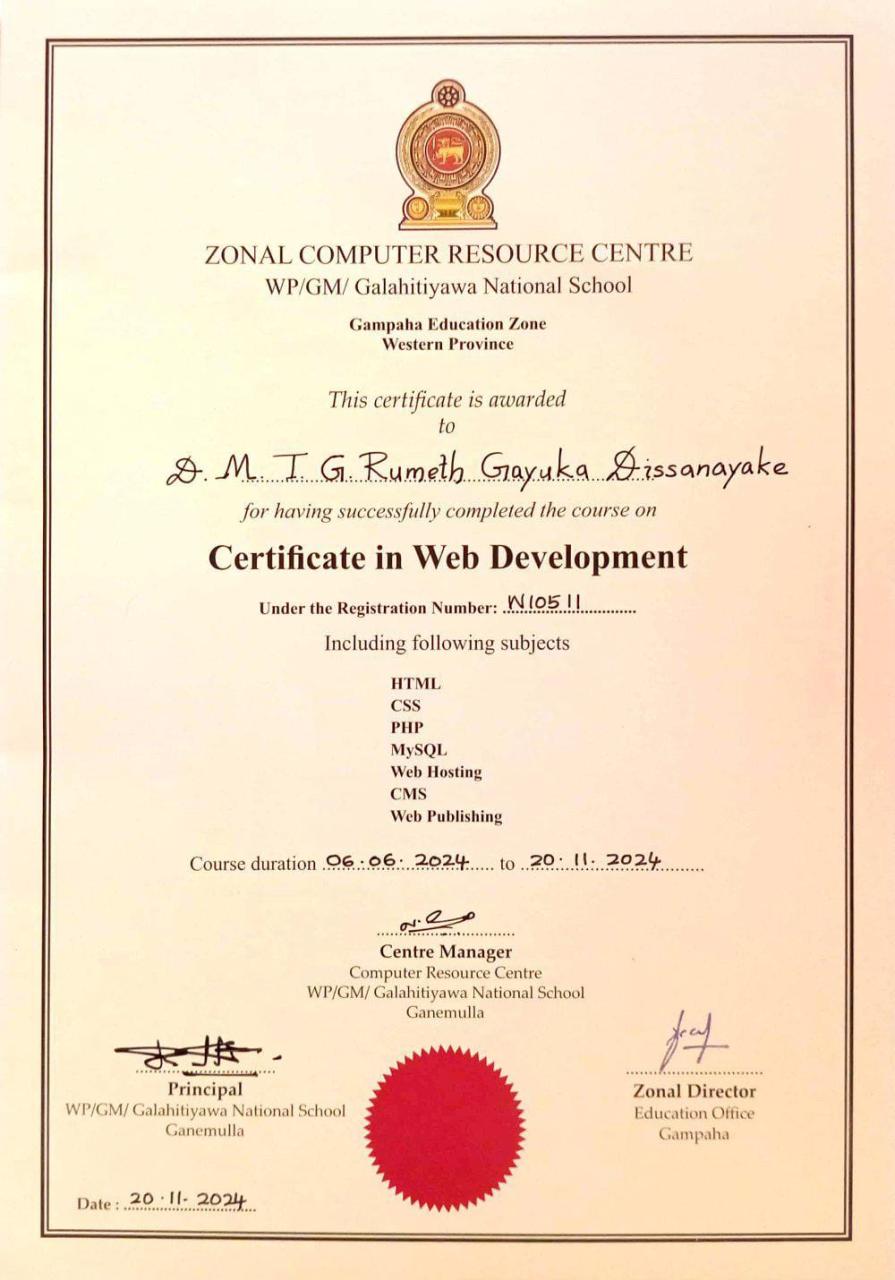 ZONAL COMPUTER RESOURCE CENTRE
WP/GM/ Galahitiyawa National School
Gampaha Education Zone
Western Province
This certificate is awarded
to
D. M. T. G. Rumeth Gayuka Dissanayake
for having successfully completed the course on
Certificate in Web Development
Under the Registration Number: W10511
Including following subjects
HTML
CSS
PHP
MySQL
Web Hosting
CMS
Web Publishing
Course duration 06.06.2024 to 20.11.2024
Centre Manager
Computer Resource Centre
WP/GM/ Galahitiyawa National School
Ganemulla
Principal
WP/GM/ Galahitiyawa National School
Ganemulla
Zonal Director
Education Office
Gampaha
Date : 20.11.2024